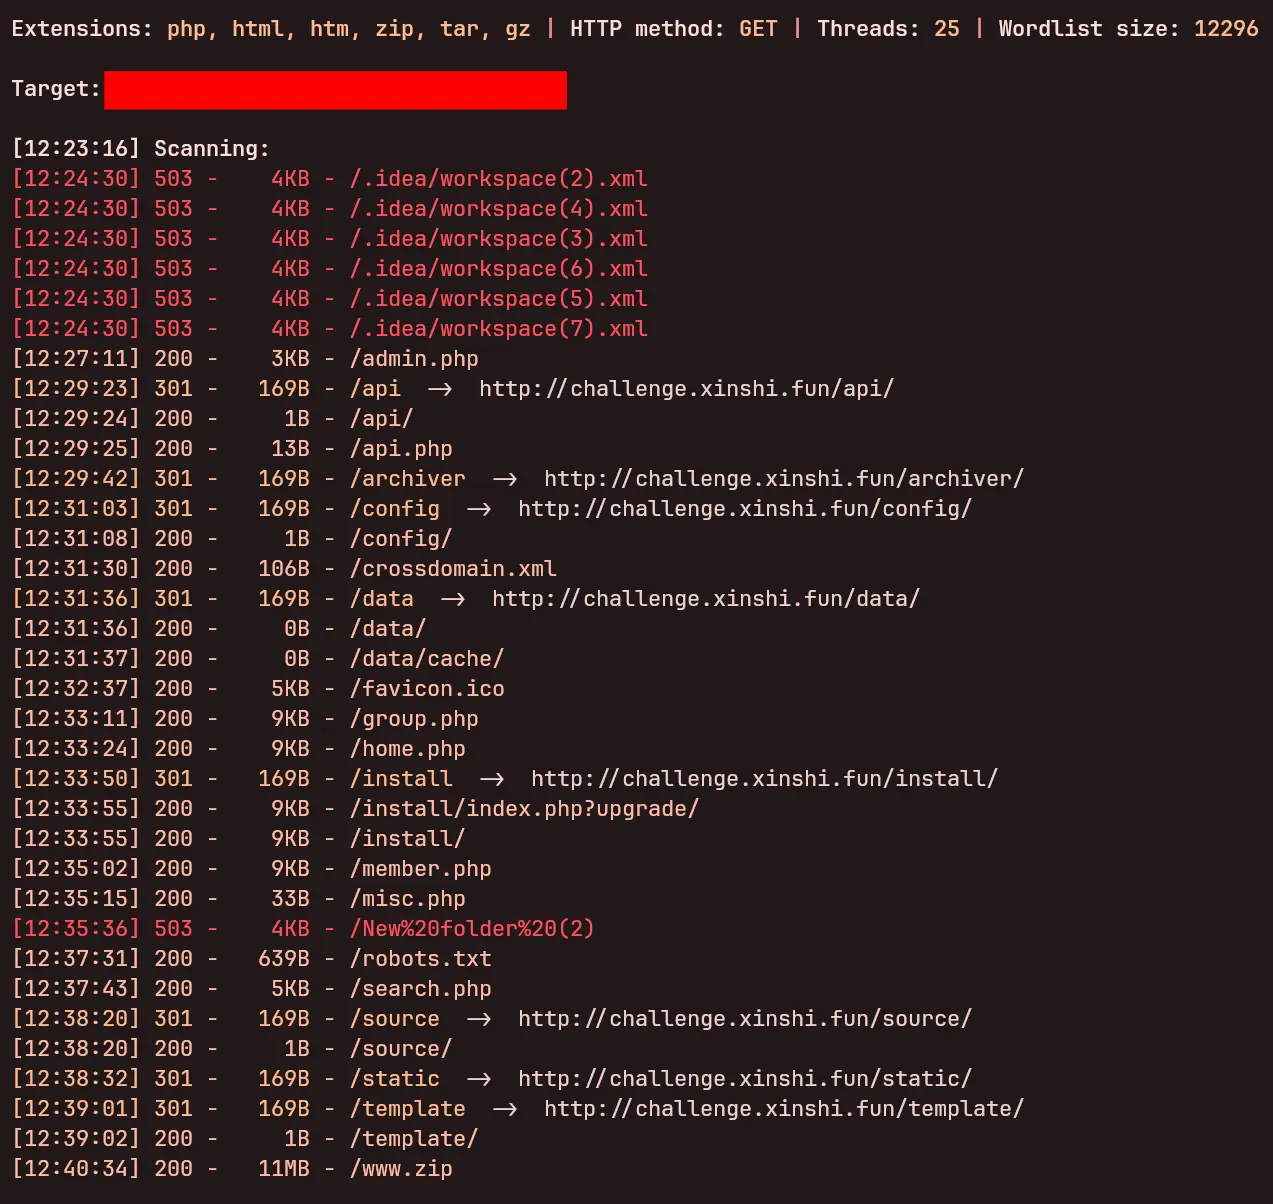 Extensions: php, html, htm, zip, tar, gz | HTTP method: GET | Threads: 25 | Wordlist size: 12296
Target:
[12:23:16] Scanning:
[12:24:30] 503 -    4KB - /.idea/workspace(2).xml
[12:24:30] 503 -    4KB - /.idea/workspace(4).xml
[12:24:30] 503 -    4KB - /.idea/workspace(3).xml
[12:24:30] 503 -    4KB - /.idea/workspace(6).xml
[12:24:30] 503 -    4KB - /.idea/workspace(5).xml
[12:24:30] 503 -    4KB - /.idea/workspace(7).xml
[12:27:11] 200 -    3KB - /admin.php
[12:29:23] 301 -   169B - /api  ->  http://challenge.xinshi.fun/api/
[12:29:24] 200 -     1B - /api/
[12:29:25] 200 -    13B - /api.php
[12:29:42] 301 -   169B - /archiver  ->  http://challenge.xinshi.fun/archiver/
[12:31:03] 301 -   169B - /config  ->  http://challenge.xinshi.fun/config/
[12:31:08] 200 -     1B - /config/
[12:31:30] 200 -   106B - /crossdomain.xml
[12:31:36] 301 -   169B - /data  ->  http://challenge.xinshi.fun/data/
[12:31:36] 200 -     0B - /data/
[12:31:37] 200 -     0B - /data/cache/
[12:32:37] 200 -    5KB - /favicon.ico
[12:33:11] 200 -    9KB - /group.php
[12:33:24] 200 -    9KB - /home.php
[12:33:50] 301 -   169B - /install  ->  http://challenge.xinshi.fun/install/
[12:33:55] 200 -    9KB - /install/index.php?upgrade/
[12:33:55] 200 -    9KB - /install/
[12:35:02] 200 -    9KB - /member.php
[12:35:15] 200 -    33B - /misc.php
[12:35:36] 503 -    4KB - /New%20folder%20(2)
[12:37:31] 200 -   639B - /robots.txt
[12:37:43] 200 -    5KB - /search.php
[12:38:20] 301 -   169B - /source  ->  http://challenge.xinshi.fun/source/
[12:38:20] 200 -     1B - /source/
[12:38:32] 301 -   169B - /static  ->  http://challenge.xinshi.fun/static/
[12:39:01] 301 -   169B - /template  ->  http://challenge.xinshi.fun/template/
[12:39:02] 200 -     1B - /template/
[12:40:34] 200 -   11MB - /www.zip